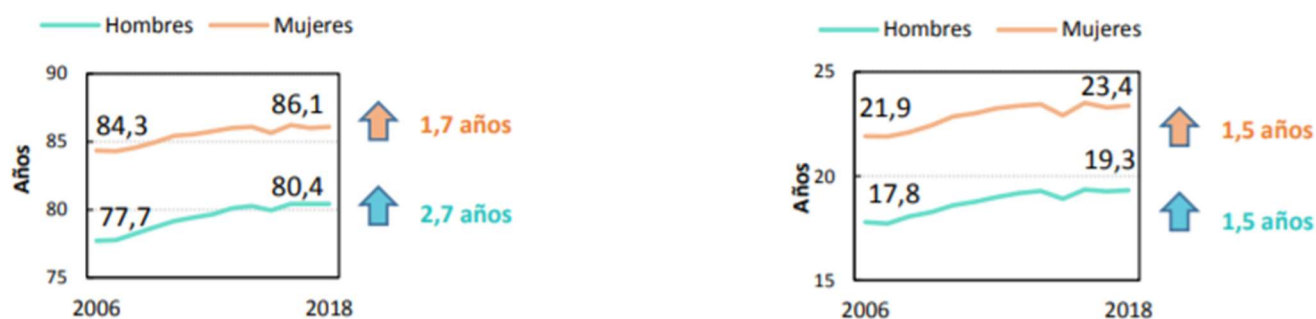 Hombres Mujeres
90
84,3
86,1
1,7 años
85
Años
80,4
77,7
80
2,7 años
75
2006 2018
Hombres Mujeres
25
21,9
23,4
1,5 años
Años
20
19,3
17,8
1,5 años
15
2006 2018